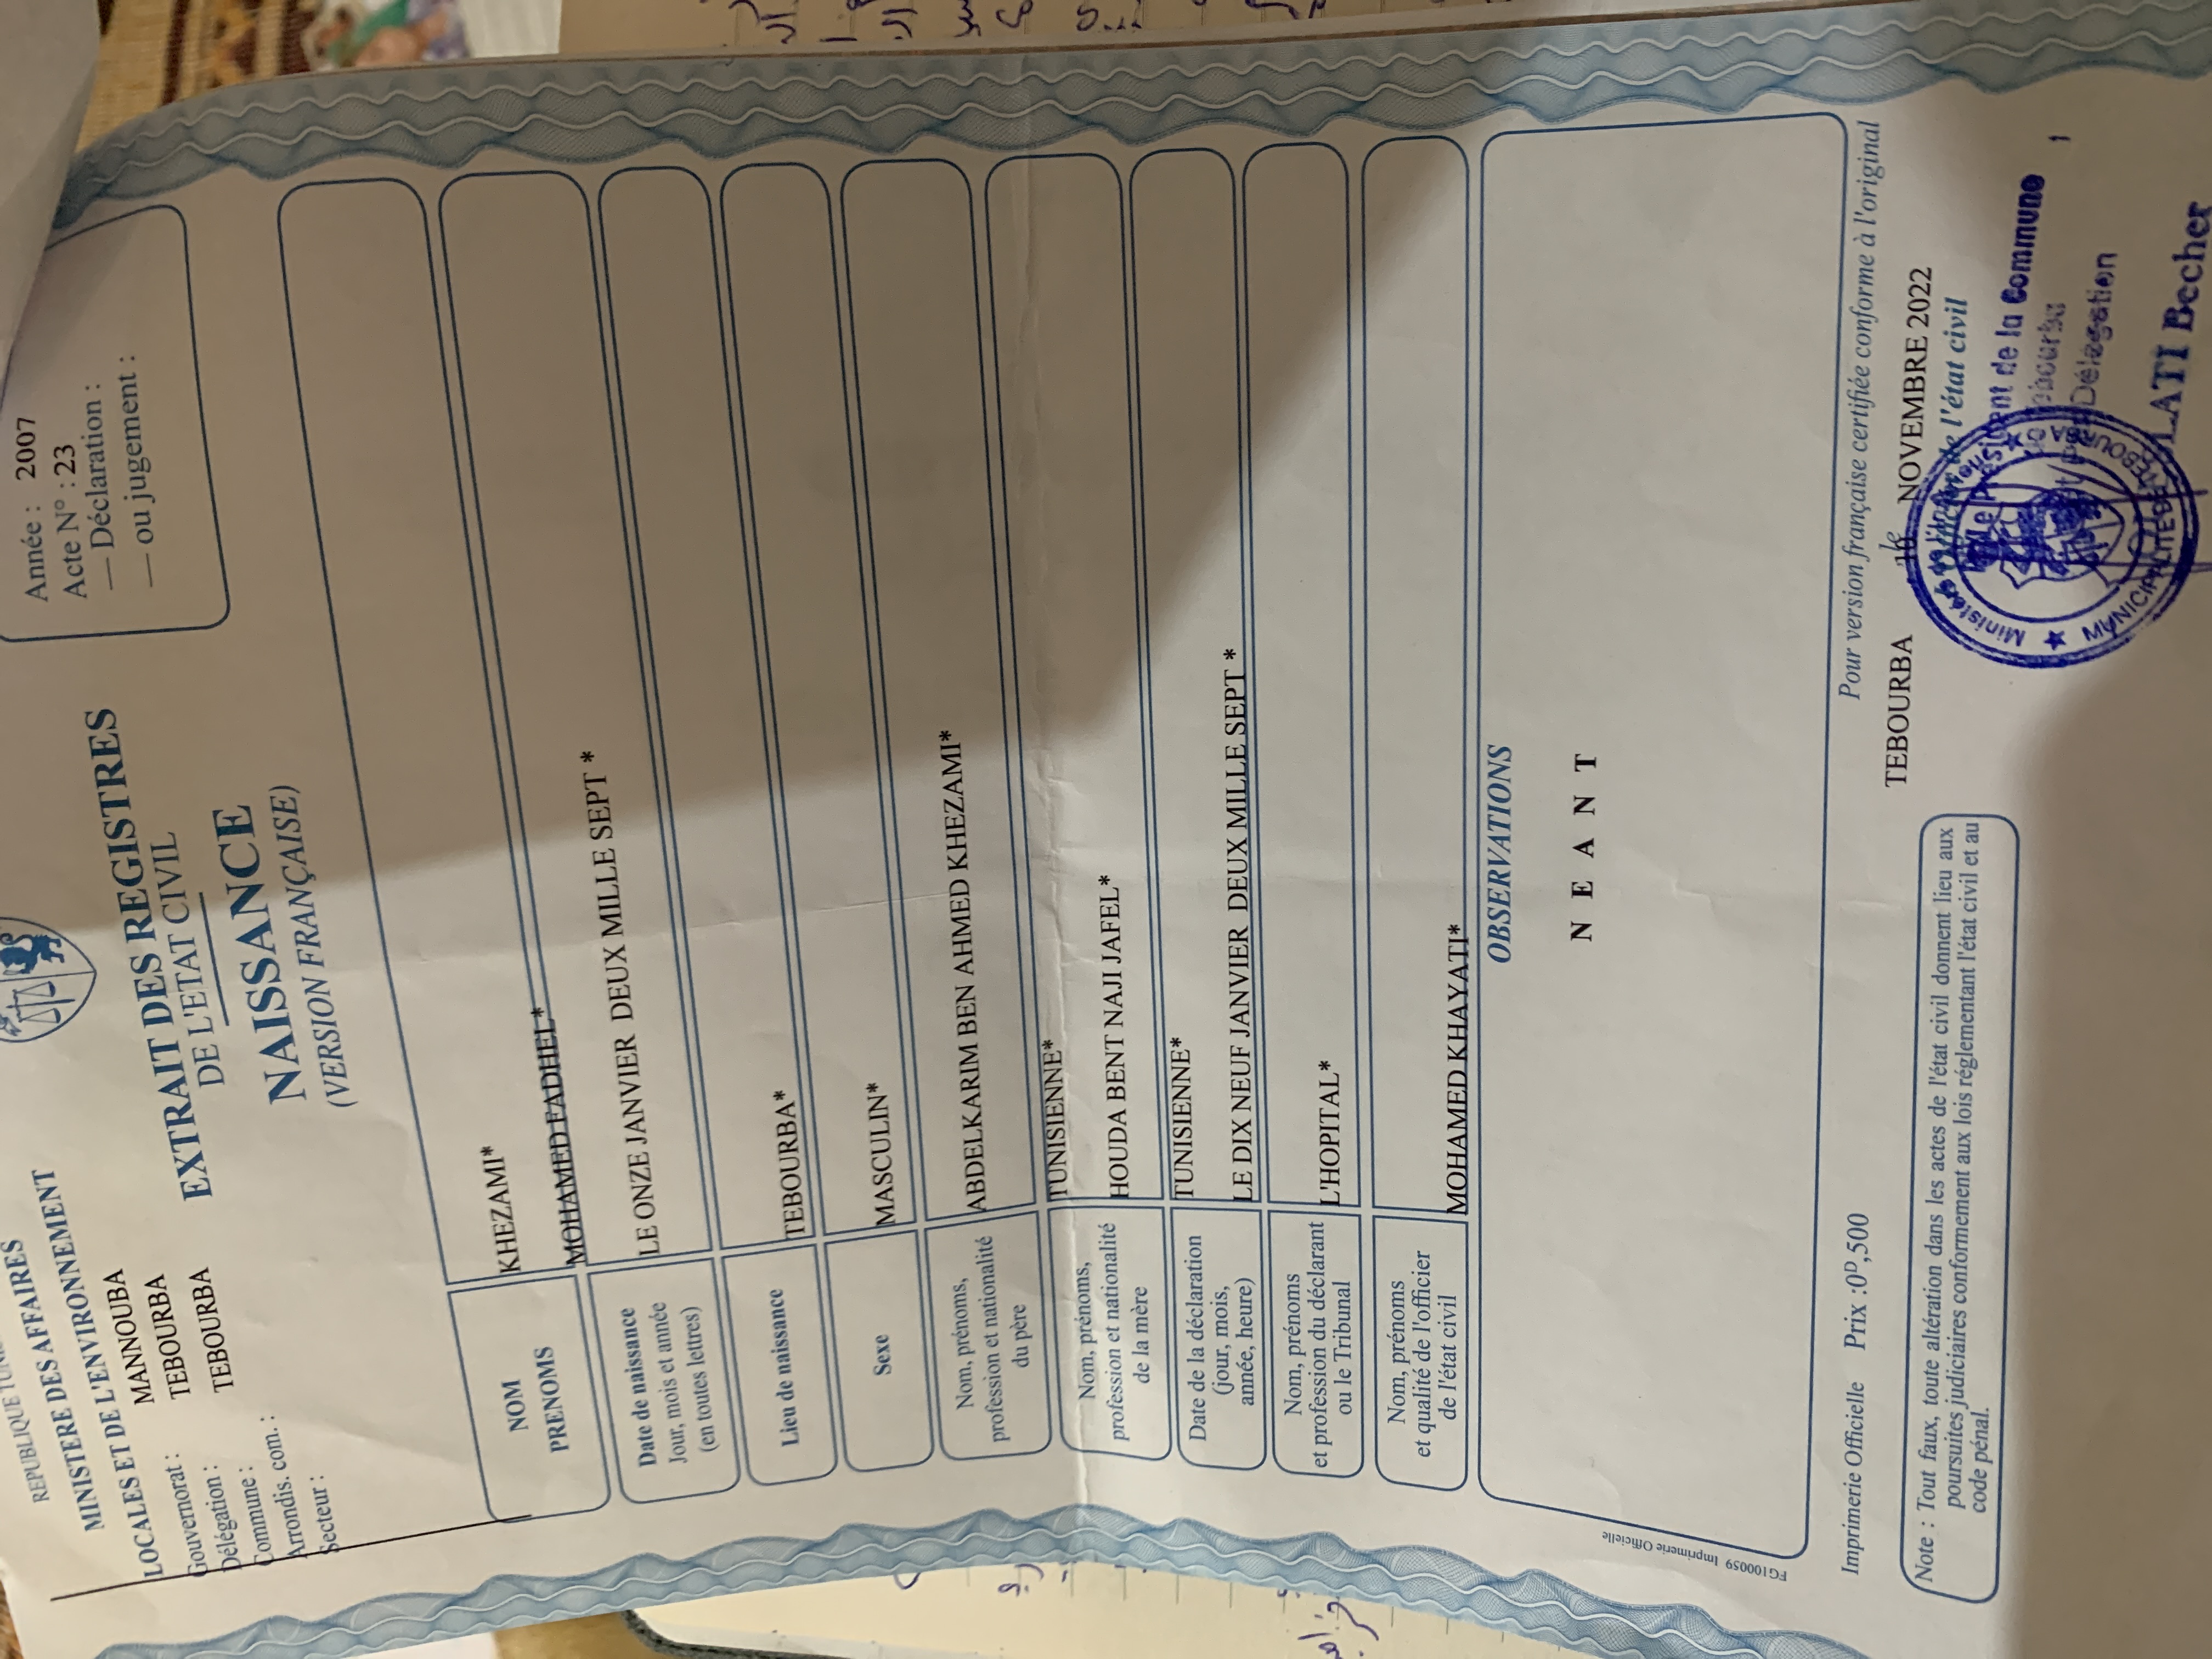 REPUBLIQUE
MINISTERE DES AFFAIRES
LOCALES ET DE L'ENVIRONNEMENT
Gouvernorat : MANNOUBA
Délégation : TEBOURBA
Commune : TEBOURBA
Arrondis. com. :
Secteur :
Année : 2007
Acte N° : 23
— Déclaration :
— ou jugement :
EXTRAIT DES REGISTRES
DE L'ETAT CIVIL
NAISSANCE
(VERSION FRANÇAISE)
NOM KHEZAMI*
PRENOMS MOHAMED FADHEL*
Date de naissance
Jour, mois et année
(en toutes lettres)
LE ONZE JANVIER DEUX MILLE SEPT *
Lieu de naissance TEBOURBA*
Sexe MASCULIN*
Nom, prénoms,
profession et nationalité
du père
ABDELKARIM BEN AHMED KHEZAMI*
TUNISIENNE*
Nom, prénoms,
profession et nationalité
de la mère
HOUDA BENT NAJI JAFEL*
TUNISIENNE*
Date de la déclaration
(jour, mois,
année, heure)
LE DIX NEUF JANVIER DEUX MILLE SEPT *
Nom, prénoms
et profession du déclarant
ou le Tribunal
L'HOPITAL*
Nom, prénoms
et qualité de l'officier
de l'état civil
MOHAMED KHAYATI*
OBSERVATIONS
N E A N T
FG100059 Imprimerie Officielle
Pour version française certifiée conforme à l'original
TEBOURBA le NOVEMBRE 2022
de l'état civil
Le Président de la Commune
Délégation
LATI Becher
MUNICIPALITE DE TEBOURBA
Imprimerie Officielle Prix : 0ᴰ,500
Note : Tout faux, toute altération dans les actes de l'état civil donnent lieu aux
poursuites judiciaires conformement aux lois réglementant l'état civil et au
code pénal.